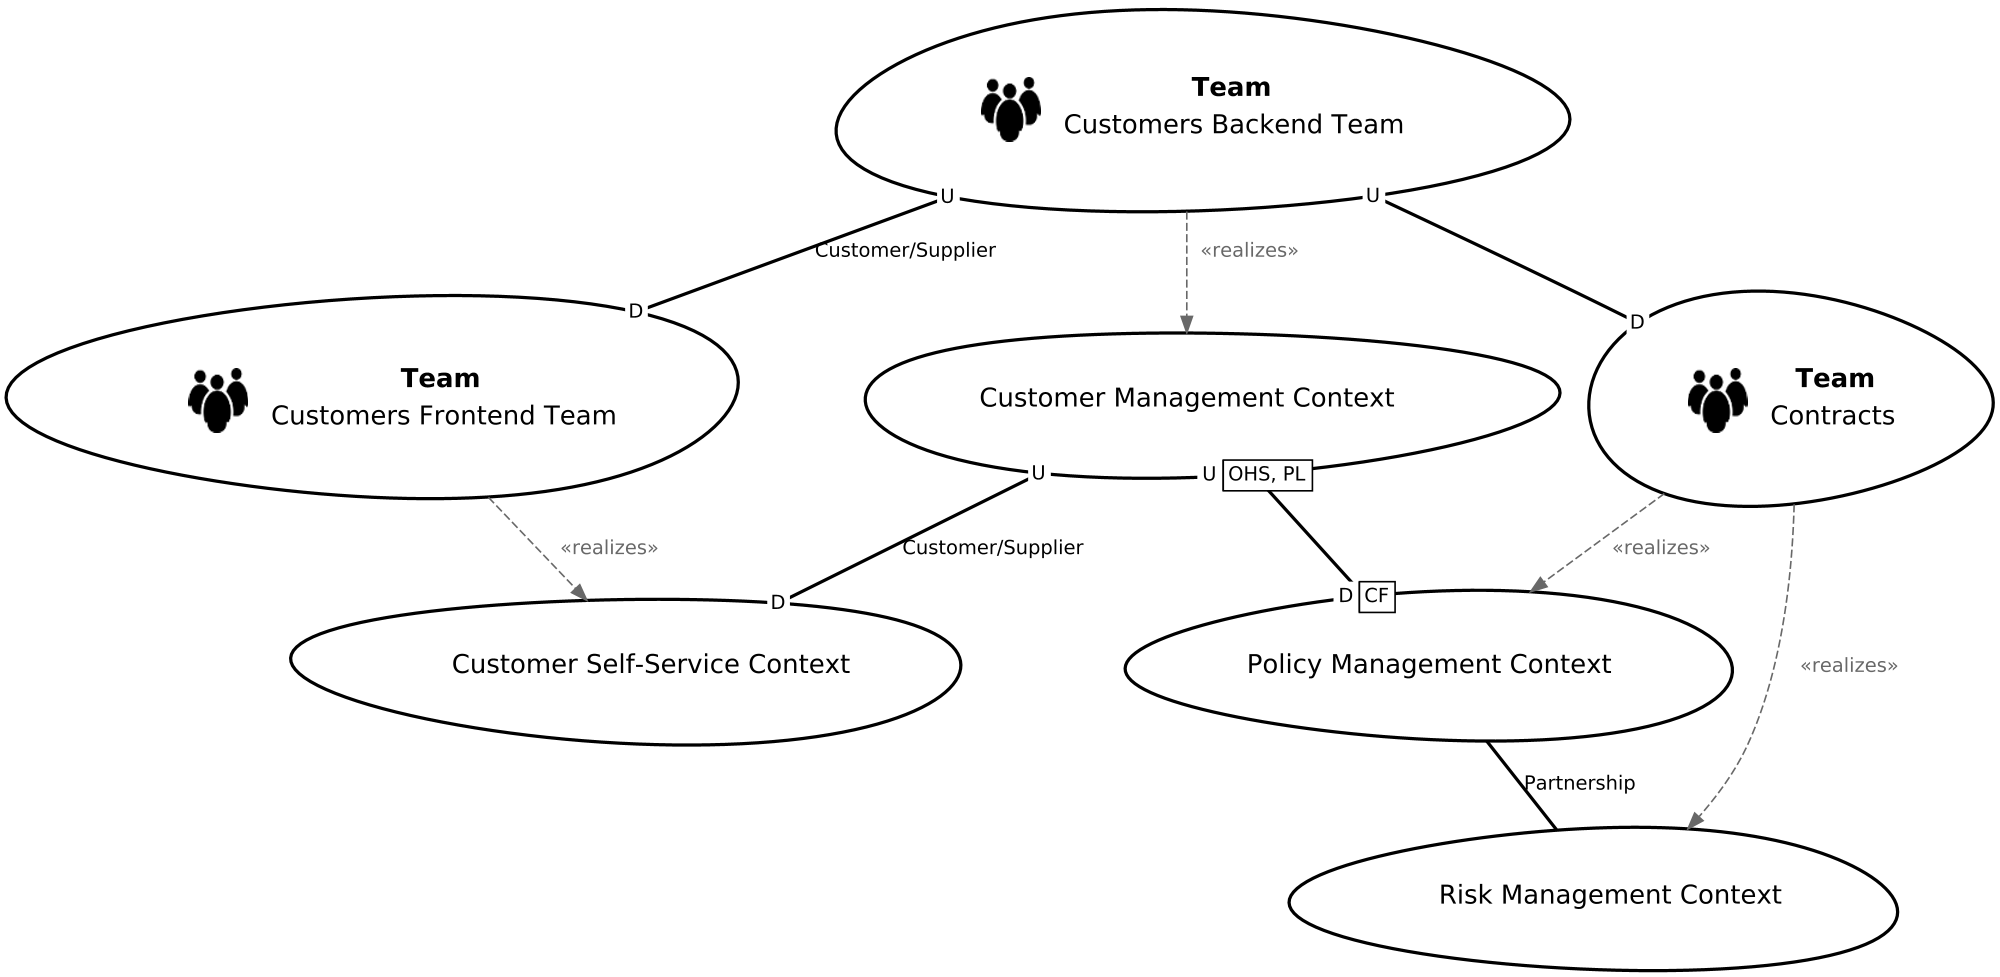 Team
Customers Backend Team
U
U
Customer/Supplier
«realizes»
D
D
Team
Customers Frontend Team
Customer Management Context
Team
Contracts
U
U
OHS, PL
«realizes»
Customer/Supplier
«realizes»
D
D
CF
Customer Self-Service Context
Policy Management Context
«realizes»
Partnership
Risk Management Context